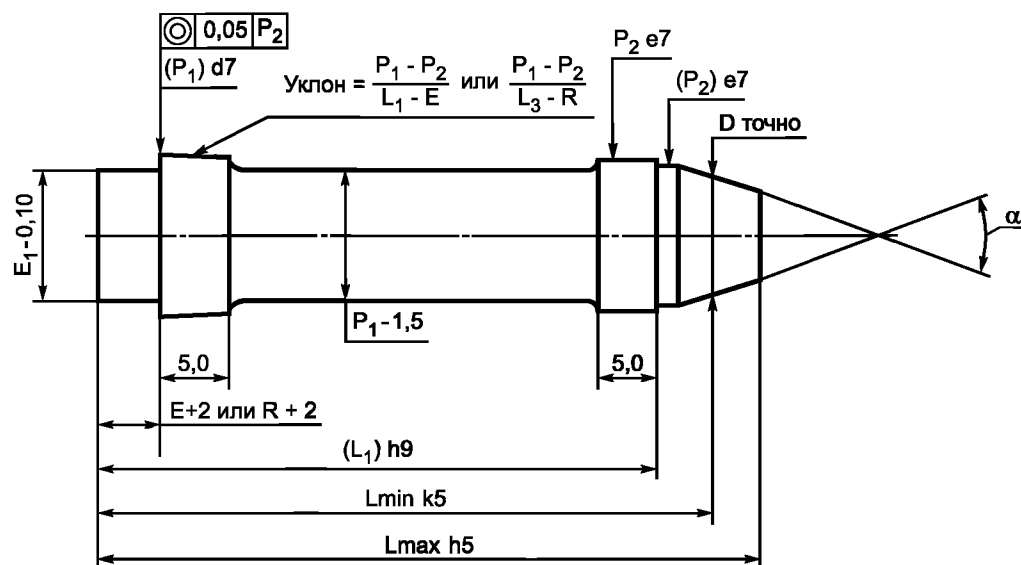 ◎ 0,05 P₂
(P₁) d7
Уклон = (P₁ - P₂)/(L₁ - E) или (P₁ - P₂)/(L₃ - R)
P₂ e7
(P₂) e7
D точно
α
E₁-0,10
P₁-1,5
5,0
5,0
E+2 или R + 2
(L₁) h9
Lmin k5
Lmax h5